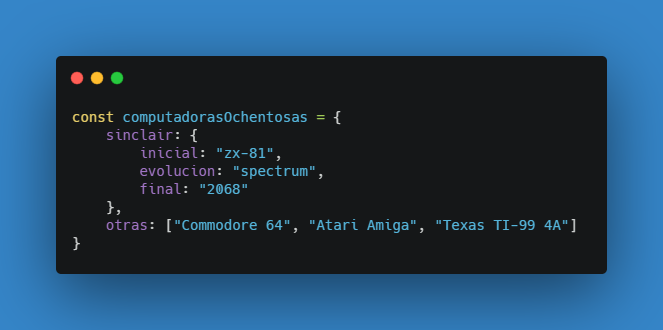 const computadorasOchentosas = {
    sinclair: {
        inicial: "zx-81",
        evolucion: "spectrum",
        final: "2068"
    },
    otras: ["Commodore 64", "Atari Amiga", "Texas TI-99 4A"]
}